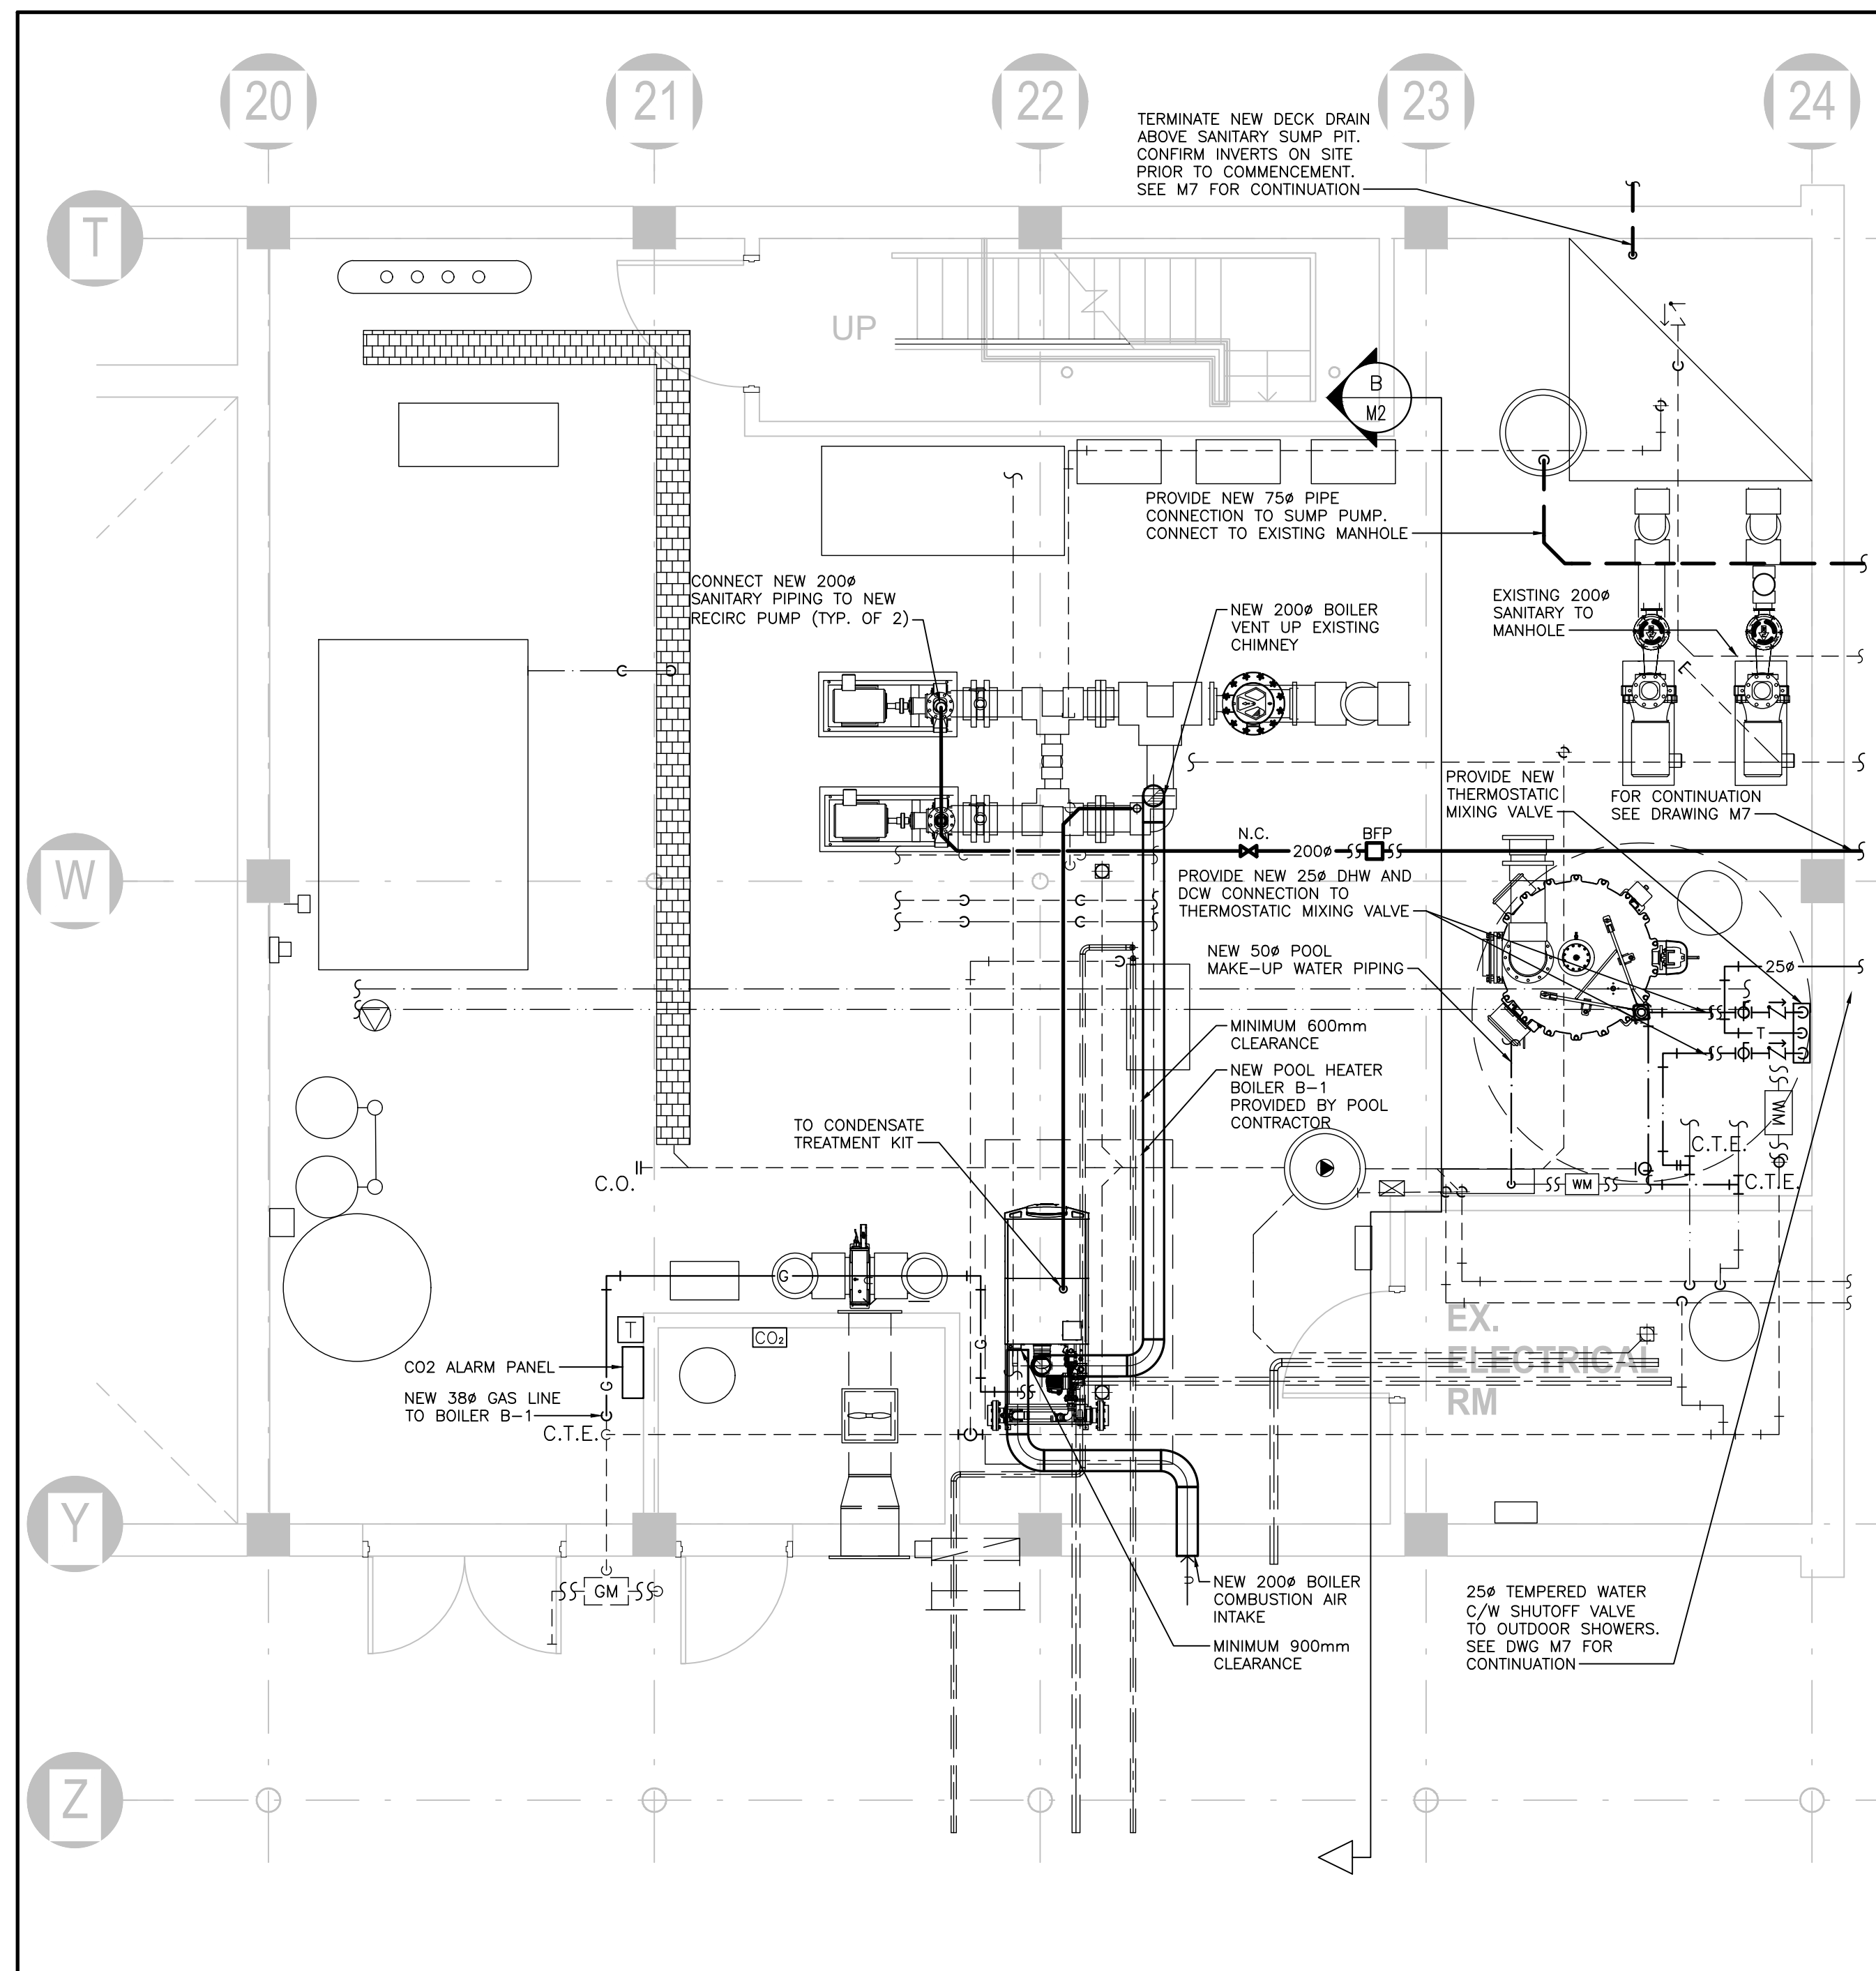 20
21
22
23
24
TERMINATE NEW DECK DRAIN
ABOVE SANITARY SUMP PIT.
CONFIRM INVERTS ON SITE
PRIOR TO COMMENCEMENT.
SEE M7 FOR CONTINUATION
T
UP
B
M2
PROVIDE NEW 75ø PIPE
CONNECTION TO SUMP PUMP.
CONNECT TO EXISTING MANHOLE
CONNECT NEW 200ø
SANITARY PIPING TO NEW
RECIRC PUMP (TYP. OF 2)
NEW 200ø BOILER
VENT UP EXISTING
CHIMNEY
EXISTING 200ø
SANITARY TO
MANHOLE
PROVIDE NEW
THERMOSTATIC
MIXING VALVE
FOR CONTINUATION
SEE DRAWING M7
W
N.C.
200ø
BFP
PROVIDE NEW 25ø DHW AND
DCW CONNECTION TO
THERMOSTATIC MIXING VALVE
NEW 50ø POOL
MAKE-UP WATER PIPING
25ø
T
MINIMUM 600mm
CLEARANCE
NEW POOL HEATER
BOILER B-1
PROVIDED BY POOL
CONTRACTOR
TO CONDENSATE
TREATMENT KIT
WM
C.T.E.
C.T.E.
WM
C.O.
G
T
CO2
G
G
EX.
ELECTRICAL
RM
CO2 ALARM PANEL
NEW 38ø GAS LINE
TO BOILER B-1
C.T.E.
Y
GM
NEW 200ø BOILER
COMBUSTION AIR
INTAKE
MINIMUM 900mm
CLEARANCE
25ø TEMPERED WATER
C/W SHUTOFF VALVE
TO OUTDOOR SHOWERS.
SEE DWG M7 FOR
CONTINUATION
Z